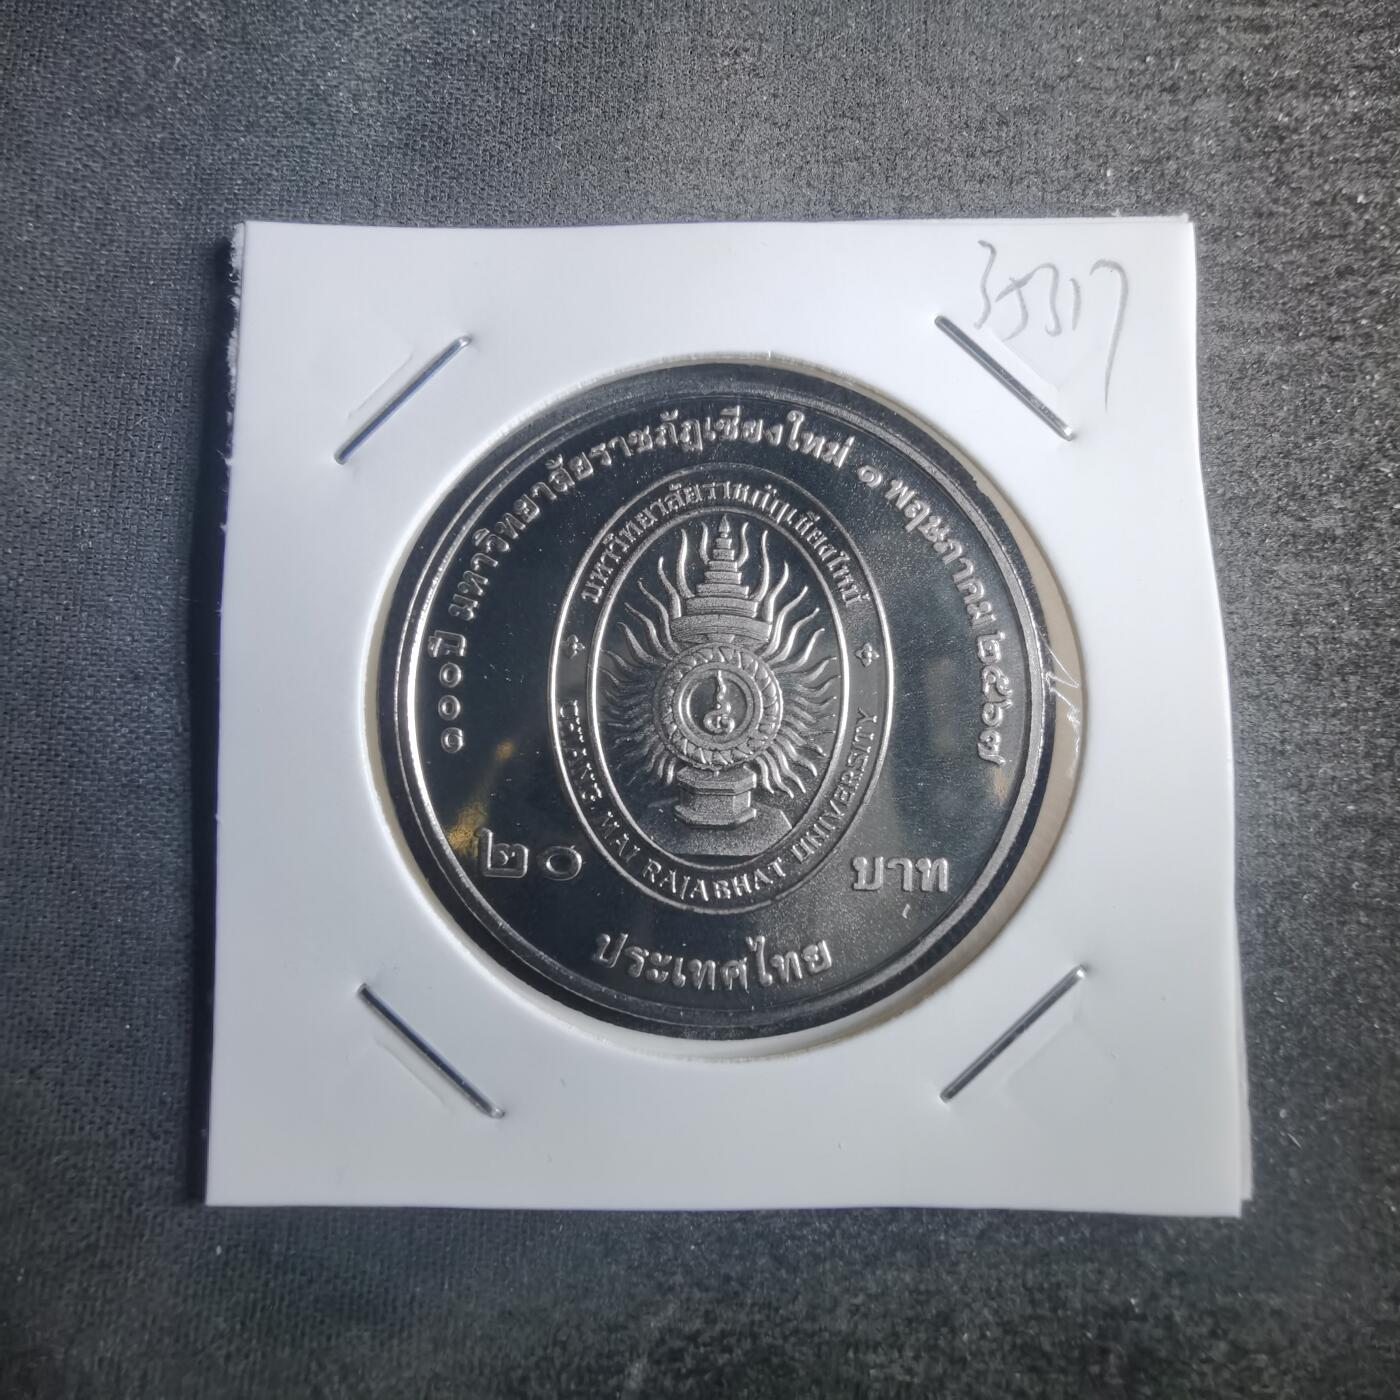 ๑๐๐ ปี มหาวิทยาลัยราชภัฏเชียงใหม่ ๑ พฤษภาคม ๒๕๖๗
มหาวิทยาลัยราชภัฏเชียงใหม่
CHIANG MAI RAJABHAT UNIVERSITY
๒๐ บาท
ประเทศไทย